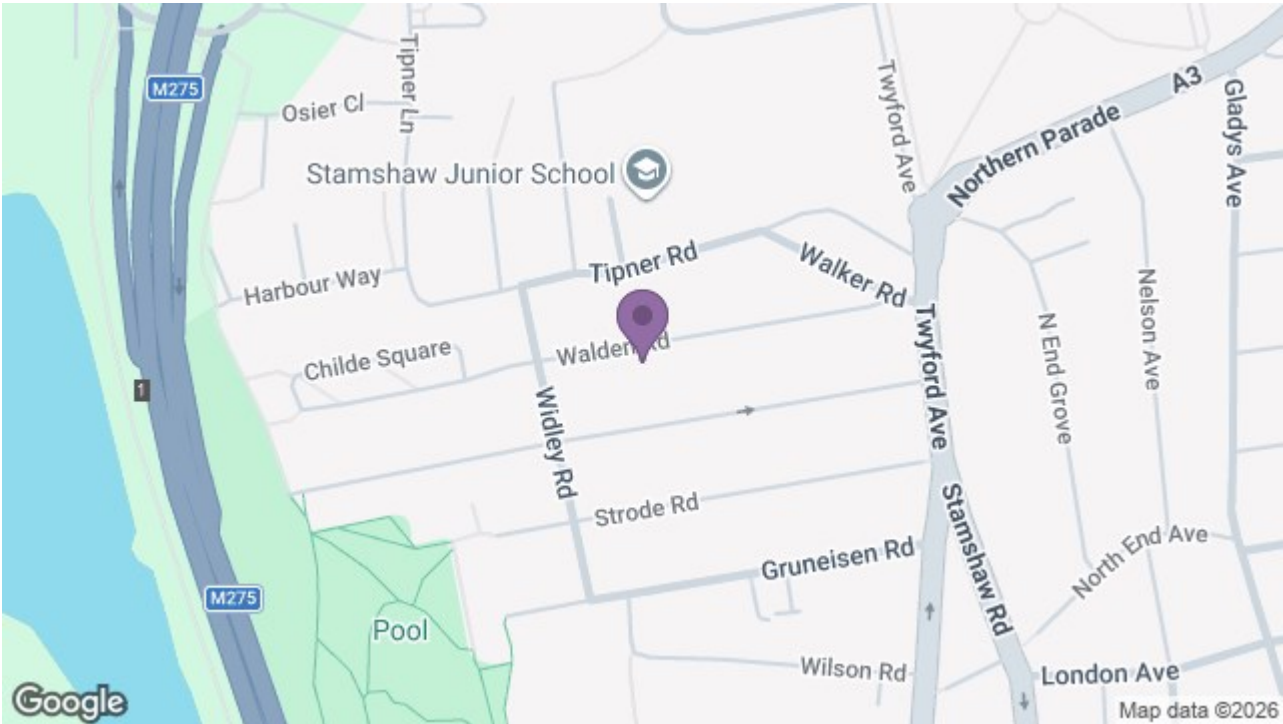 M275
Osier Cl
Tipner Ln
Stamshaw Junior School
Twyford Ave
Northern Parade
A3
Gladys Ave
Harbour Way
Tipner Rd
Walker Rd
Nelson Ave
N End Grove
Childe Square
Walden Rd
1
Widley Rd
Twyford Ave
Strode Rd
Stamshaw Rd
Gruneisen Rd
North End Ave
M275
Pool
Wilson Rd
London Ave
Google
Map data ©2026